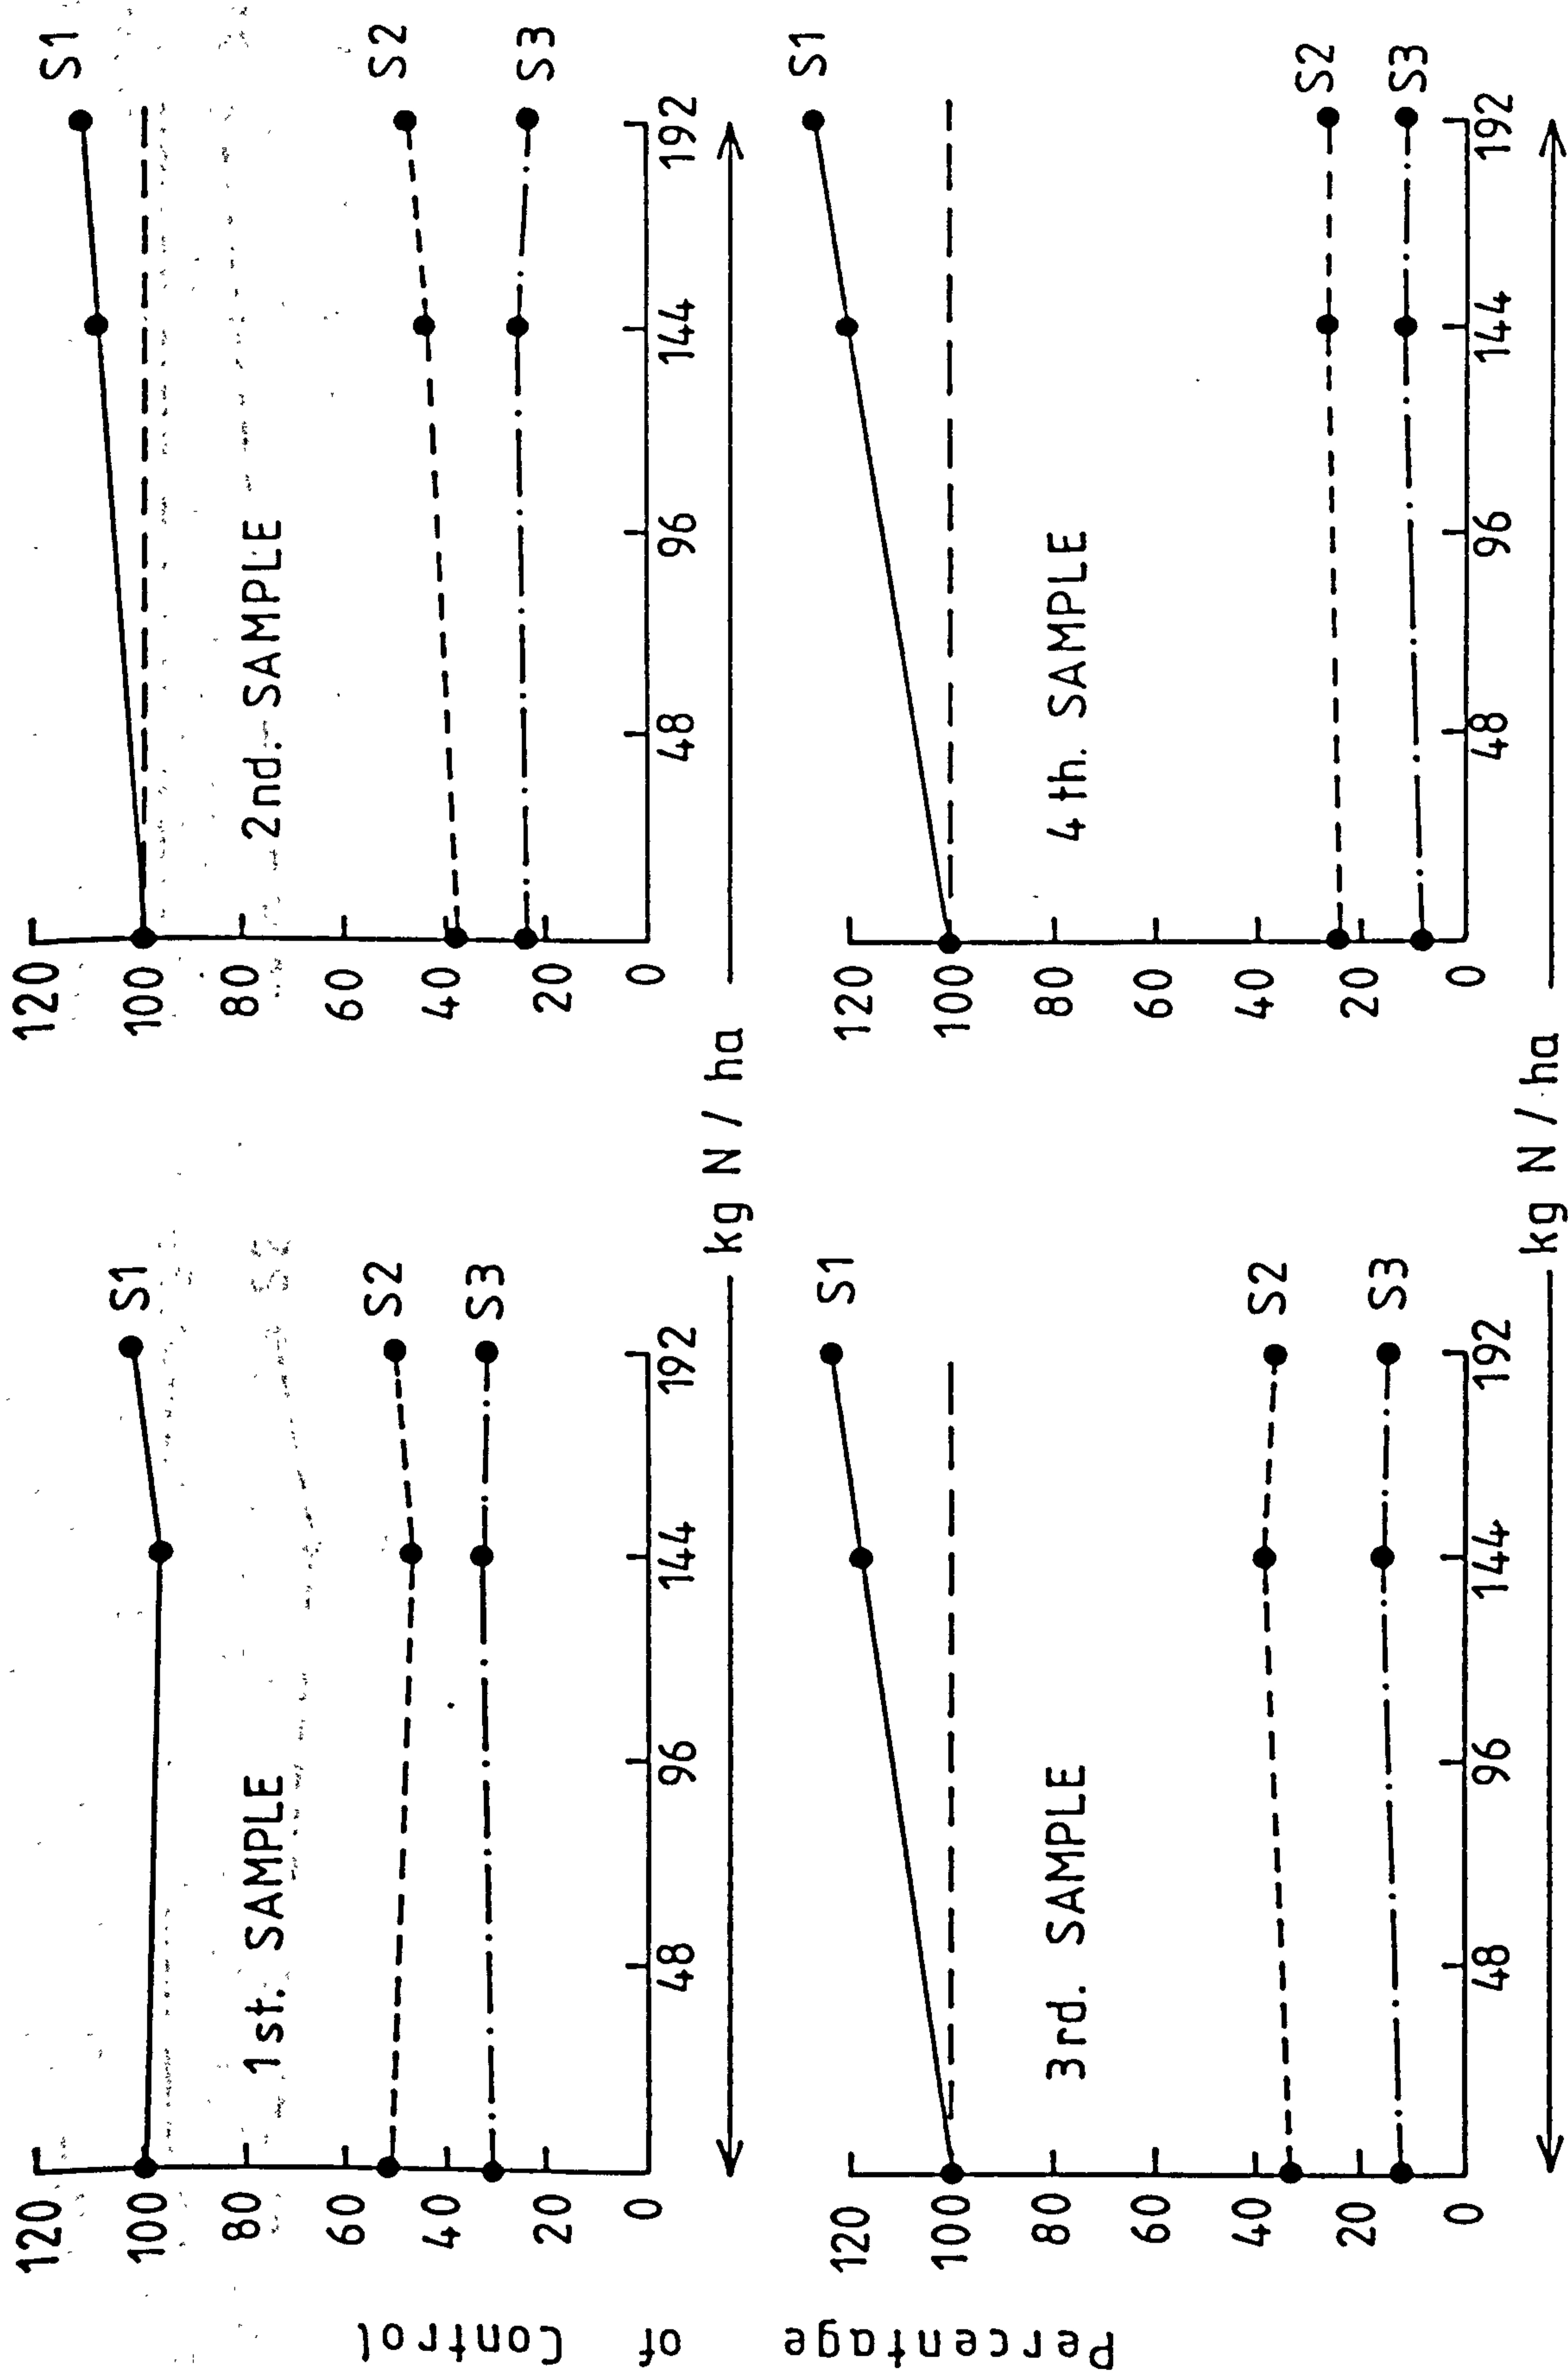 Percentage of Control
120
100
80
60
40
20
0
1st. SAMPLE
S1
S2
S3
48
96
144
192
120
100
80
60
40
20
0
2nd. SAMPLE
S1
S2
S3
48
96
144
192
kg N / ha
120
100
80
60
40
20
0
3rd. SAMPLE
S1
S2
S3
48
96
144
192
120
100
80
60
40
20
0
4th. SAMPLE
S1
S2
S3
48
96
144
192
kg N / ha